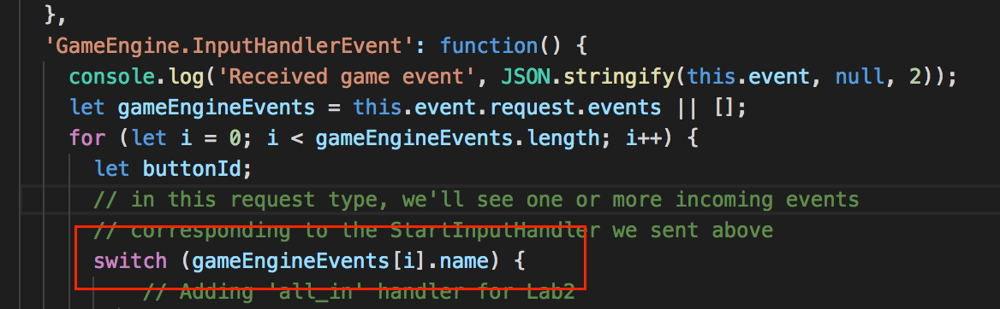 },
'GameEngine.InputHandlerEvent': function() {
console.log('Received game event', JSON.stringify(this.event, null, 2));
let gameEngineEvents = this.event.request.events || [];
for (let i = 0; i < gameEngineEvents.length; i++) {
let buttonId;
// in this request type, we'll see one or more incoming events
// corresponding to the StartInputHandler we sent above
switch (gameEngineEvents[i].name) {
// Adding 'all_in' handler for Lab2